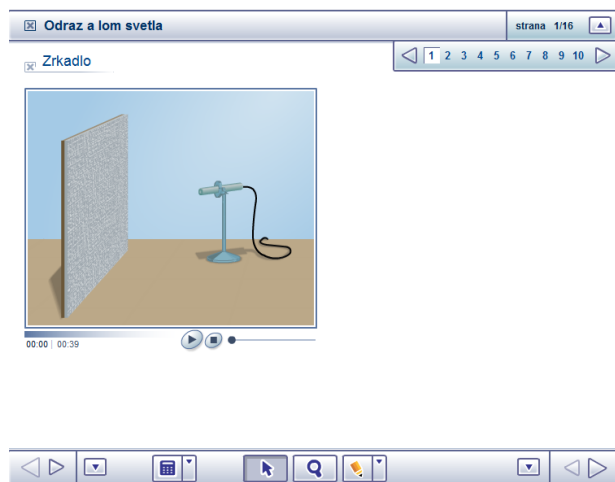 Odraz a lom svetla
strana 1/16
1 2 3 4 5 6 7 8 9 10
Zrkadlo
00:00 | 00:39